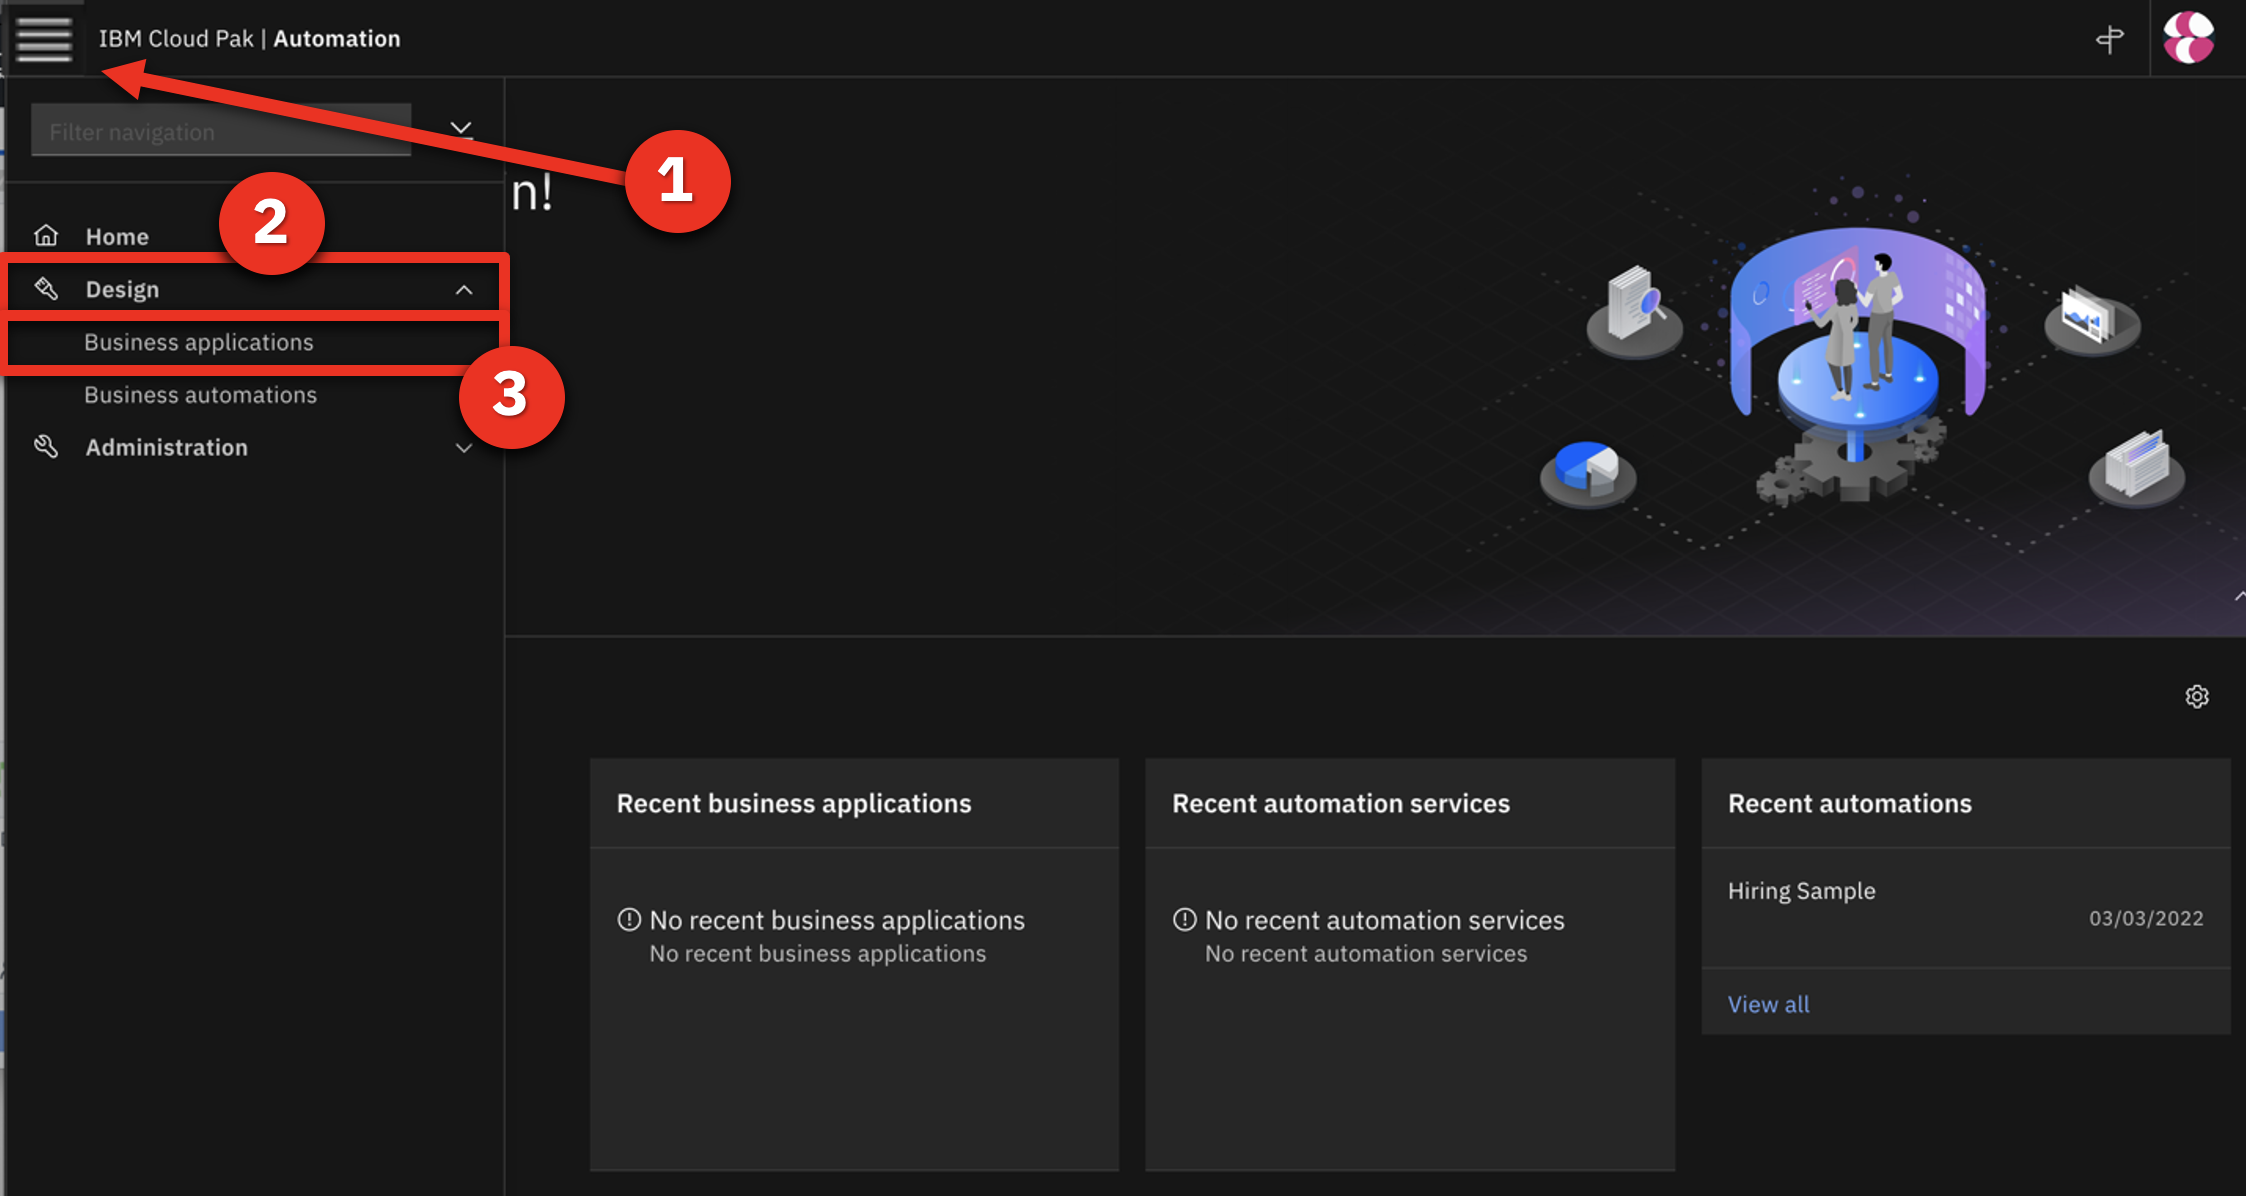 IBM Cloud Pak | Automation
Filter navigation
1
n!
2
Home
Design
Business applications
3
Business automations
Administration
Recent business applications
No recent business applications
No recent business applications
Recent automation services
No recent automation services
No recent automation services
Recent automations
Hiring Sample
03/03/2022
View all